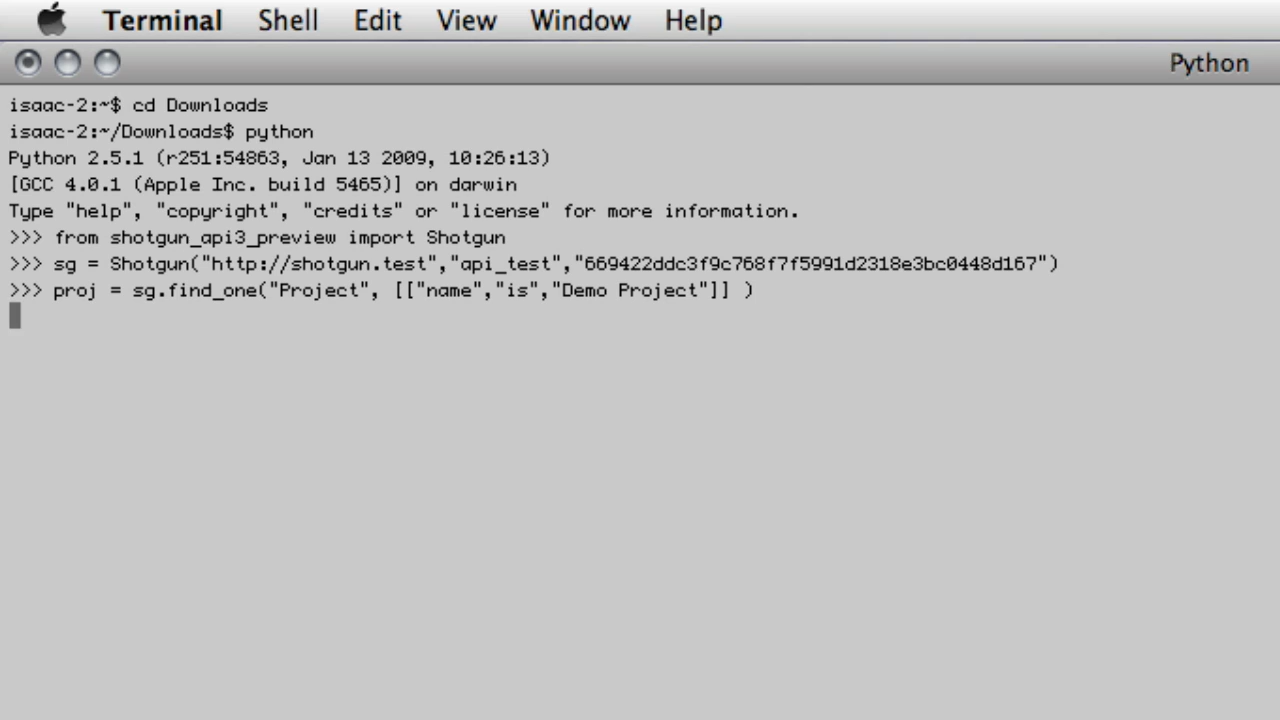 Terminal Shell Edit View Window Help
Python
isaac-2:~$ cd Downloads
isaac-2:~/Downloads$ python
Python 2.5.1 (r251:54863, Jan 13 2009, 10:26:13)
[GCC 4.0.1 (Apple Inc. build 5465)] on darwin
Type "help", "copyright", "credits" or "license" for more information.
>>> from shotgun_api3_preview import Shotgun
>>> sg = Shotgun("http://shotgun.test","api_test","669422ddc3f9c768f7f5991d2318e3bc0448d167")
>>> proj = sg.find_one("Project", [["name","is","Demo Project"]] )